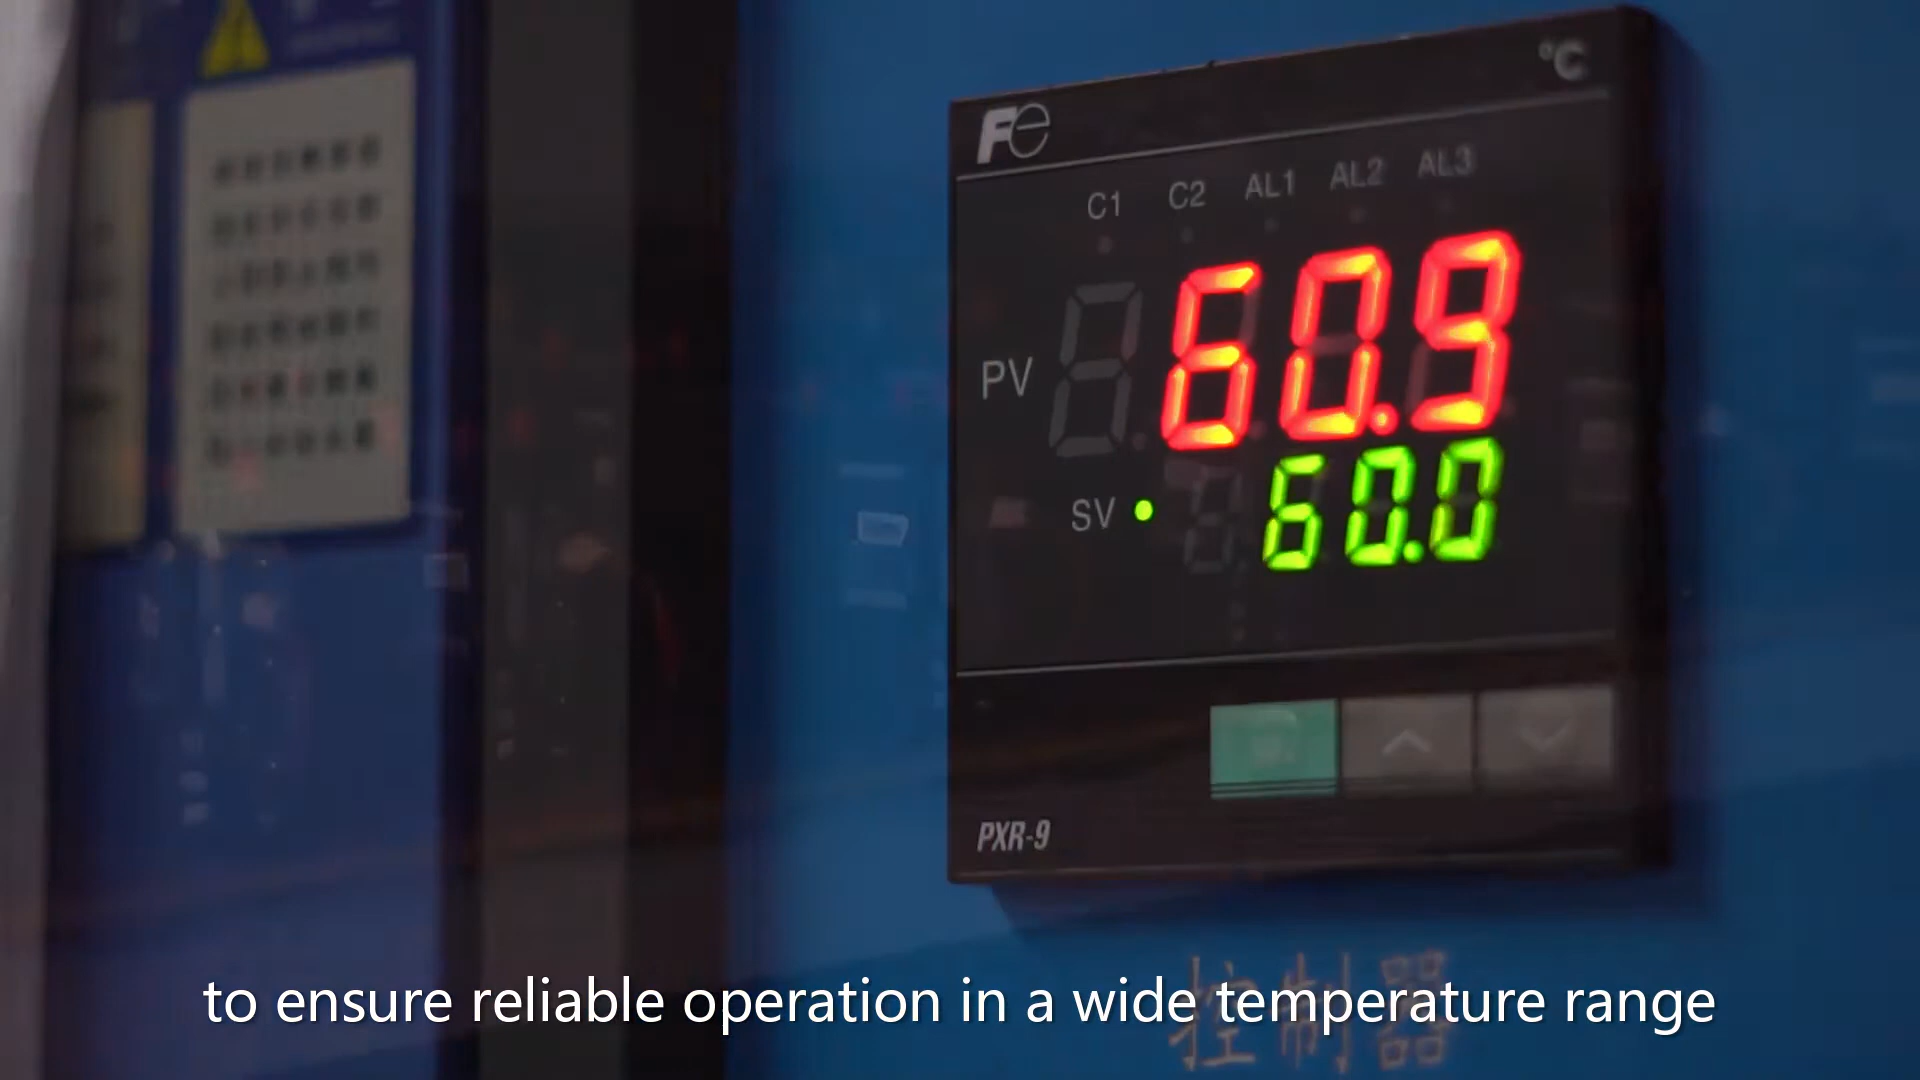 °C
Fe
C1 C2 AL1 AL2 AL3
PV 60.9
SV 60.0
PXR-9
控制器
to ensure reliable operation in a wide temperature range